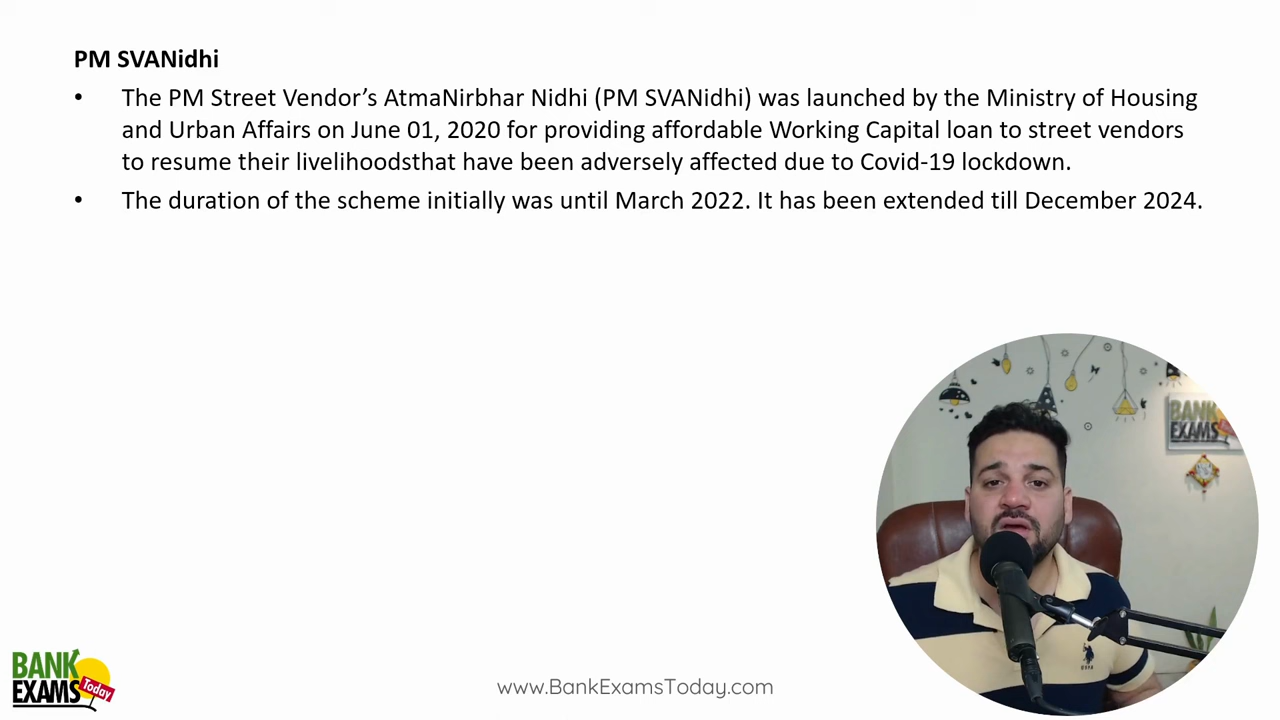 PM SVANidhi
• The PM Street Vendor’s AtmaNirbhar Nidhi (PM SVANidhi) was launched by the Ministry of Housing
and Urban Affairs on June 01, 2020 for providing affordable Working Capital loan to street vendors
to resume their livelihoodsthat have been adversely affected due to Covid-19 lockdown.
• The duration of the scheme initially was until March 2022. It has been extended till December 2024.
BANK
EXAMS
BANK
EXAMS
Today
www.BankExamsToday.com